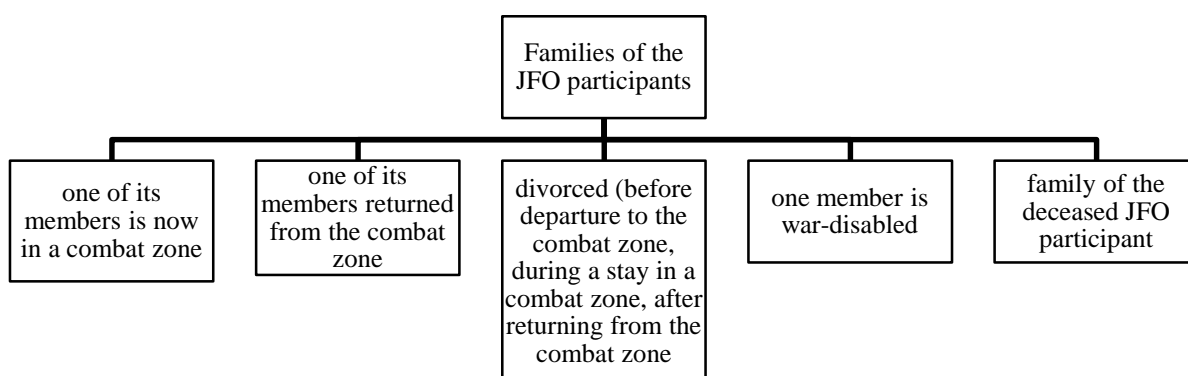 Families of the
JFO participants
one of its
members is now
in a combat zone
one of its
members returned
from the combat
zone
divorced (before
departure to the
combat zone,
during a stay in a
combat zone, after
returning from the
combat zone
one member is
war-disabled
family of the
deceased JFO
participant